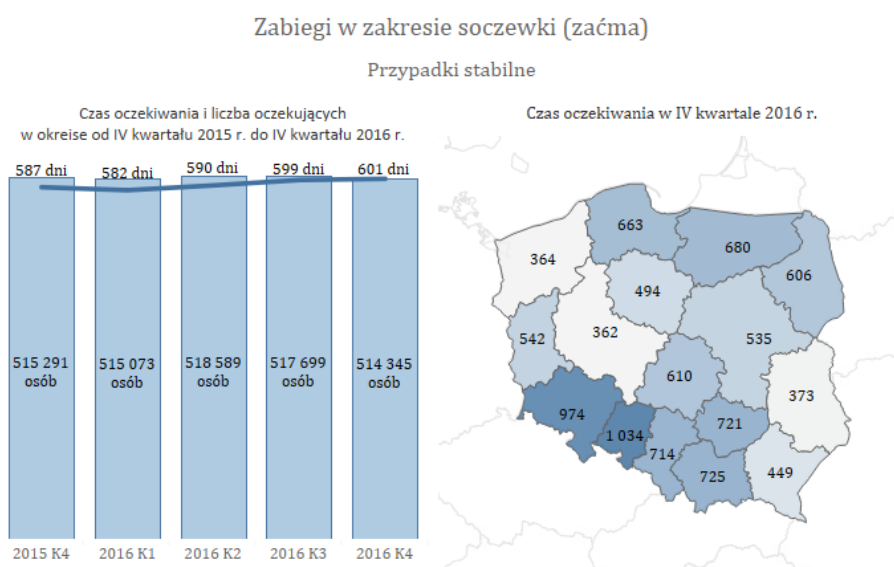 Zabiegi w zakresie soczewki (zaćma)
Przypadki stabilne
Czas oczekiwania i liczba oczekujących
w okreise od IV kwartału 2015 r. do IV kwartału 2016 r.
587 dni
582 dni
590 dni
599 dni
601 dni
515 291
osób
515 073
osób
518 589
osób
517 699
osób
514 345
osób
2015 K4
2016 K1
2016 K2
2016 K3
2016 K4
Czas oczekiwania w IV kwartale 2016 r.
663
680
364
606
494
542
362
535
610
373
974
721
1 034
714
725
449